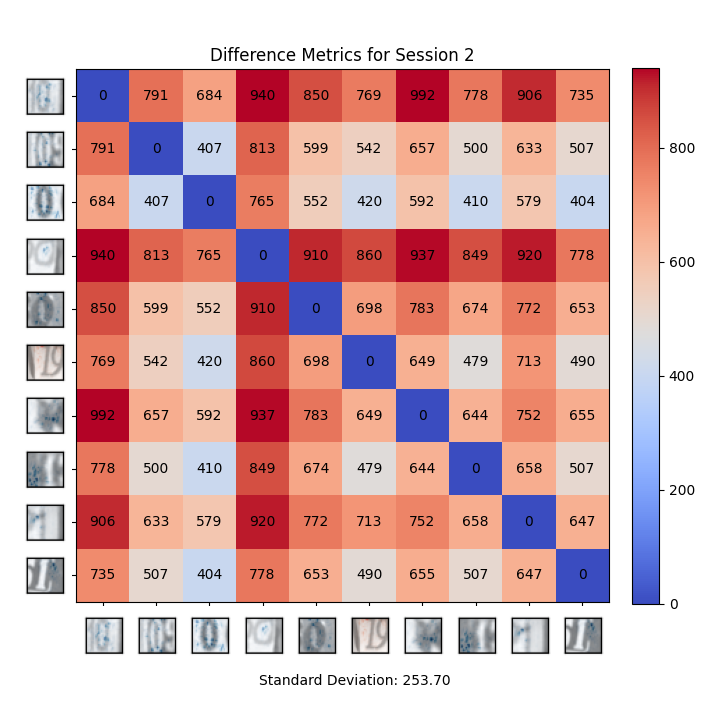 Difference Metrics for Session 2
0 791 684 940 850 769 992 778 906 735
791 0 407 813 599 542 657 500 633 507
684 407 0 765 552 420 592 410 579 404
940 813 765 0 910 860 937 849 920 778
850 599 552 910 0 698 783 674 772 653
769 542 420 860 698 0 649 479 713 490
992 657 592 937 783 649 0 644 752 655
778 500 410 849 674 479 644 0 658 507
906 633 579 920 772 713 752 658 0 647
735 507 404 778 653 490 655 507 647 0
800
600
400
200
0
Standard Deviation: 253.70